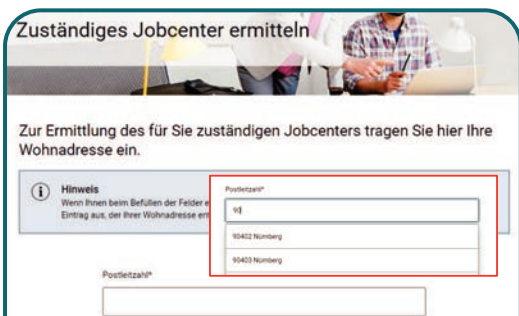 Zuständiges Jobcenter ermitteln
Zur Ermittlung des für Sie zuständigen Jobcenters tragen Sie hier Ihre
Wohnadresse ein.
Hinweis
Wenn Ihnen beim Befüllen der Felder e
Eintrag aus, der Ihrer Wohnadresse ent
Postleitzahl*
90
90402 Nürnberg
90403 Nürnberg
Postleitzahl*